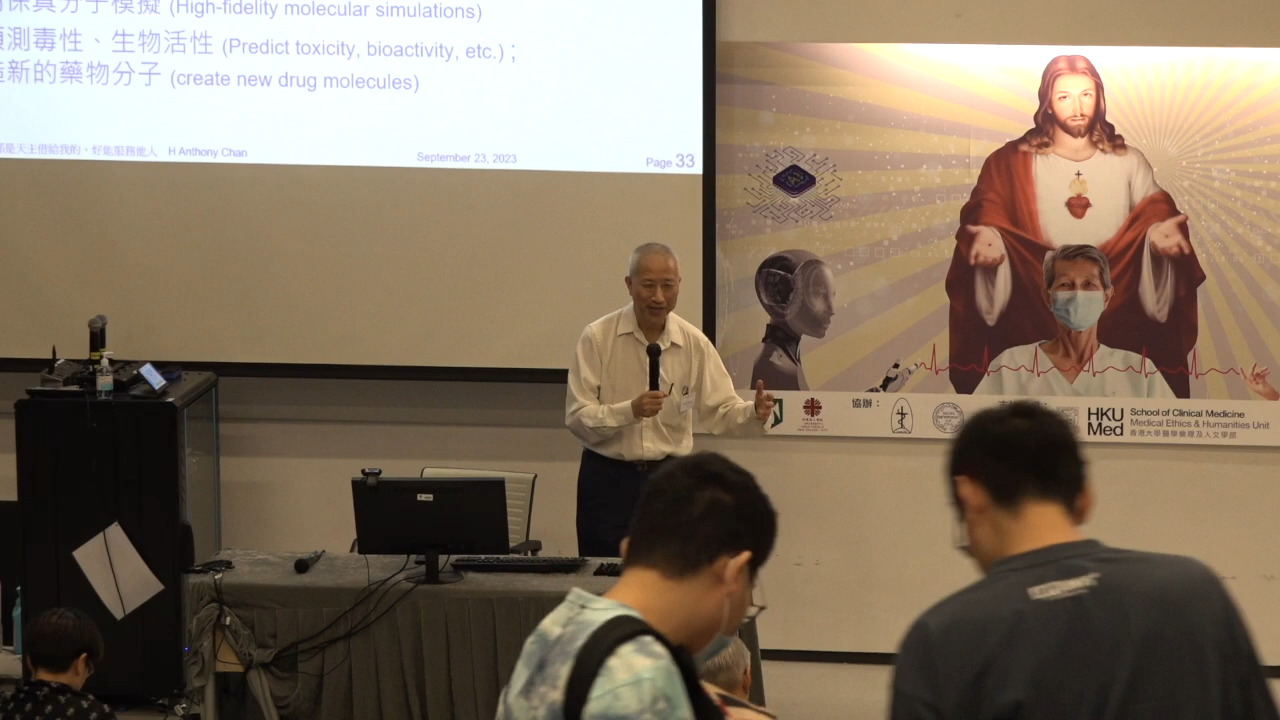 保真分子模擬 (High-fidelity molecular simulations)
測毒性、生物活性 (Predict toxicity, bioactivity, etc.) ;
新的藥物分子 (create new drug molecules)
都是天主借給我的，好能服務他人 H Anthony Chan
September 23, 2023
Page 33
協辦：
HKU
Med
School of Clinical Medicine
Medical Ethics & Humanities Unit
香港大學醫學倫理及人文學部